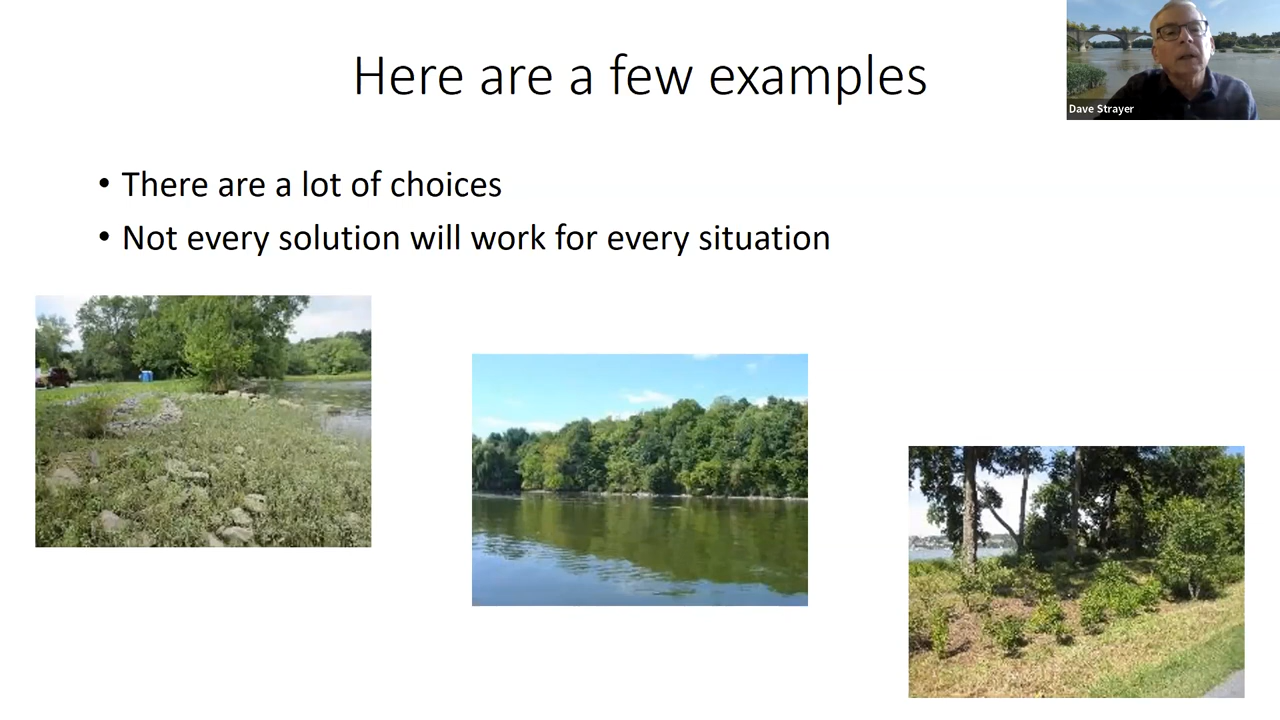 Here are a few examples
Dave Strayer
• There are a lot of choices
• Not every solution will work for every situation